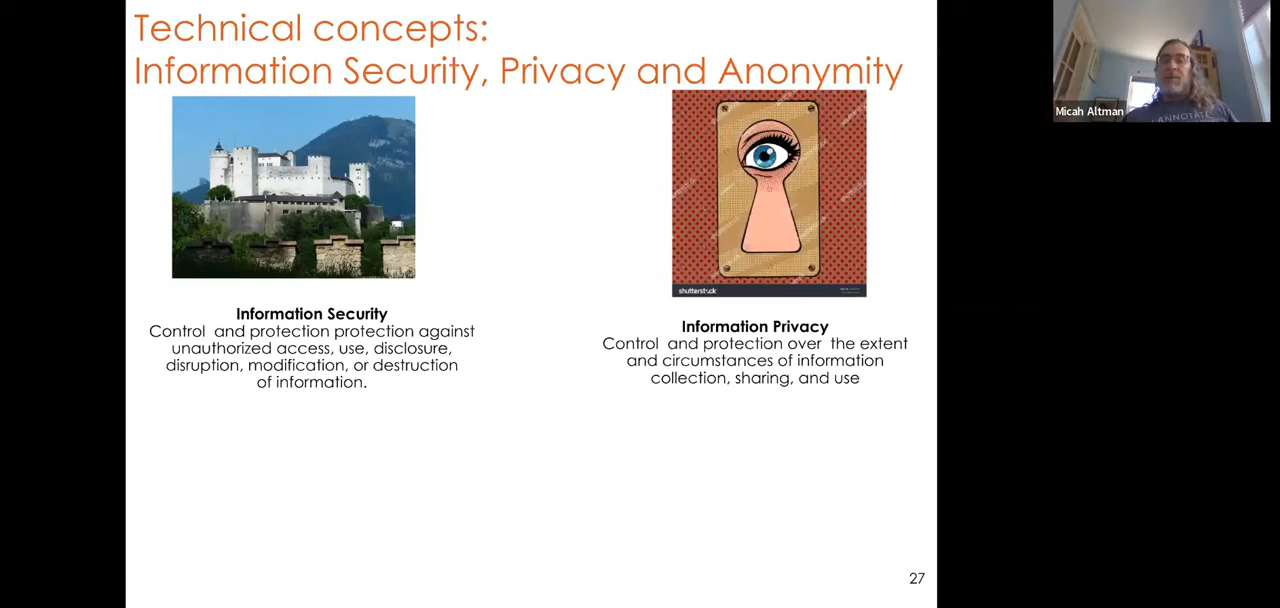 Technical concepts:
Information Security, Privacy and Anonymity
Micah Altman
ANNOTATE
shutterstock
Information Security
Control and protection protection against
unauthorized access, use, disclosure,
disruption, modification, or destruction
of information.
Information Privacy
Control and protection over the extent
and circumstances of information
collection, sharing, and use
27